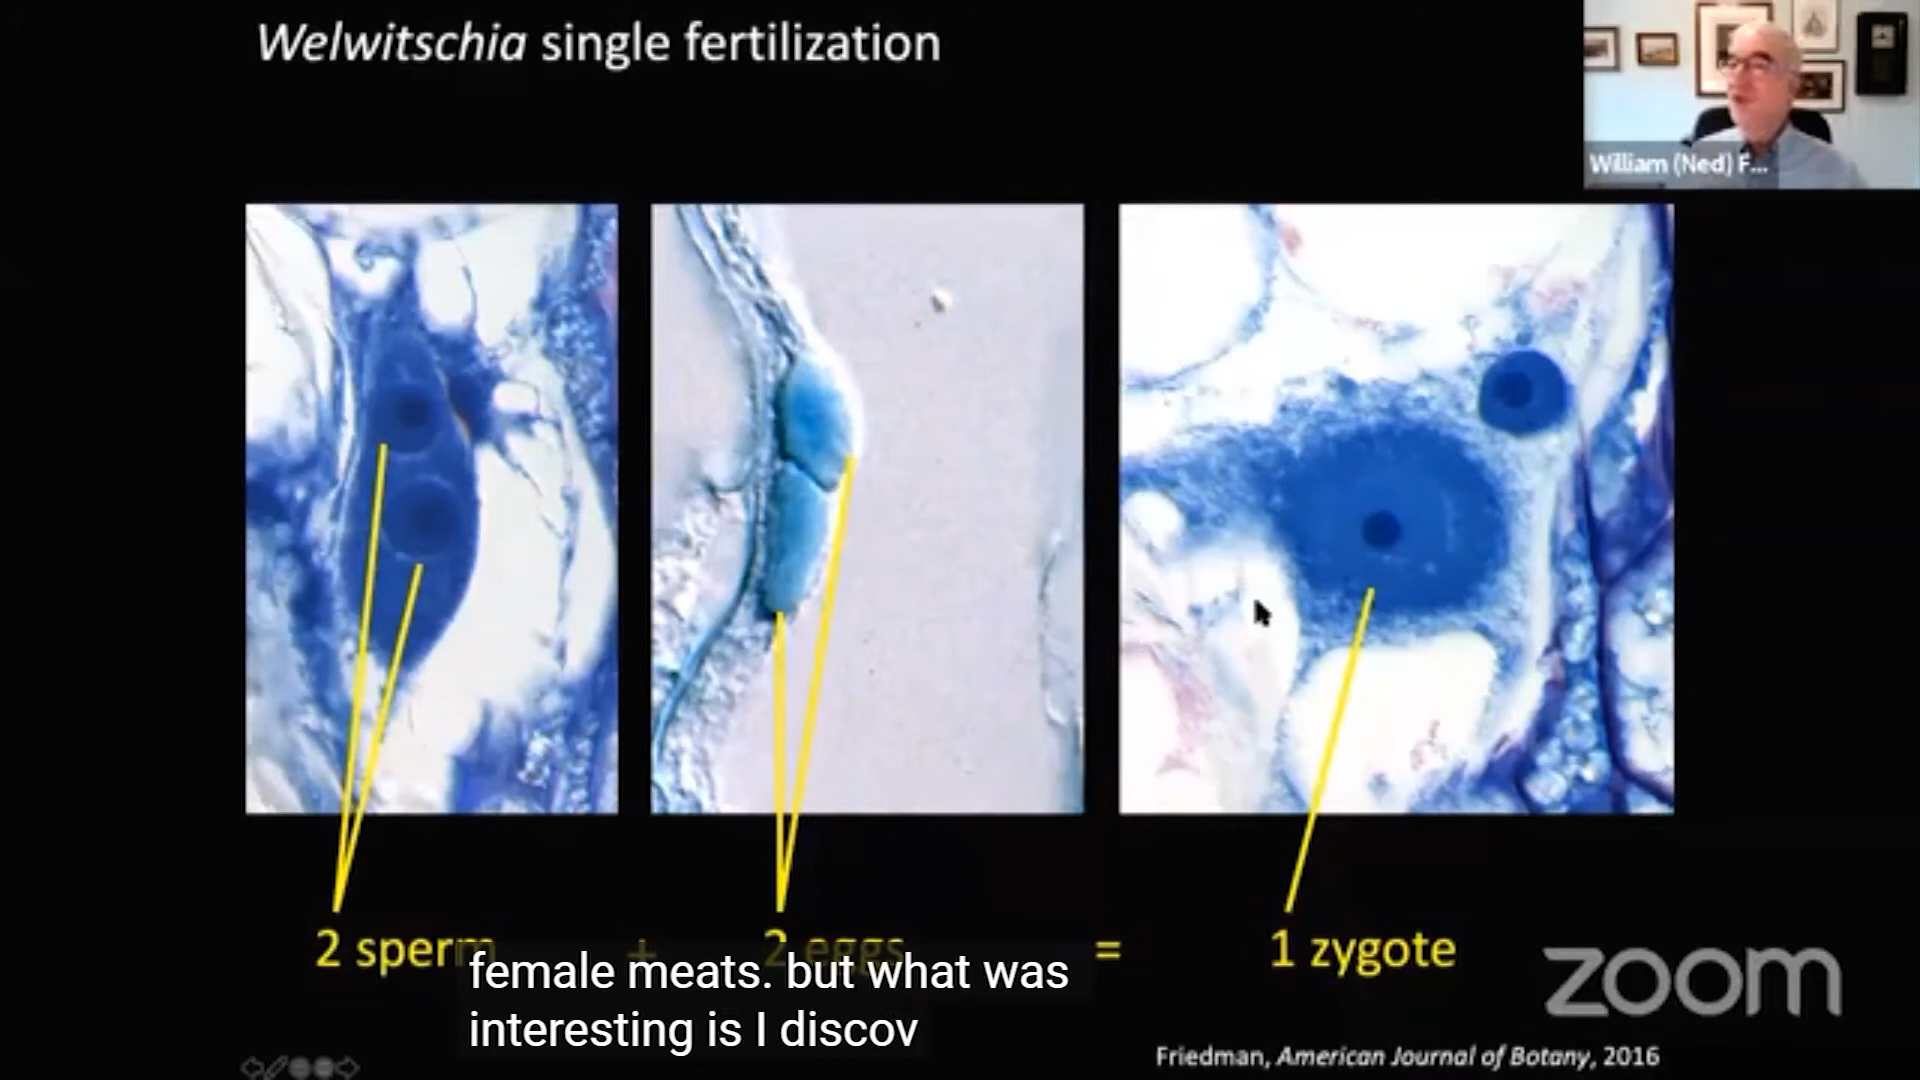 Welwitschia single fertilization
William (Ned) F...
2 sperm + 2 eggs = 1 zygote
female meats. but what was
interesting is I discov
zoom
Friedman, American Journal of Botany, 2016